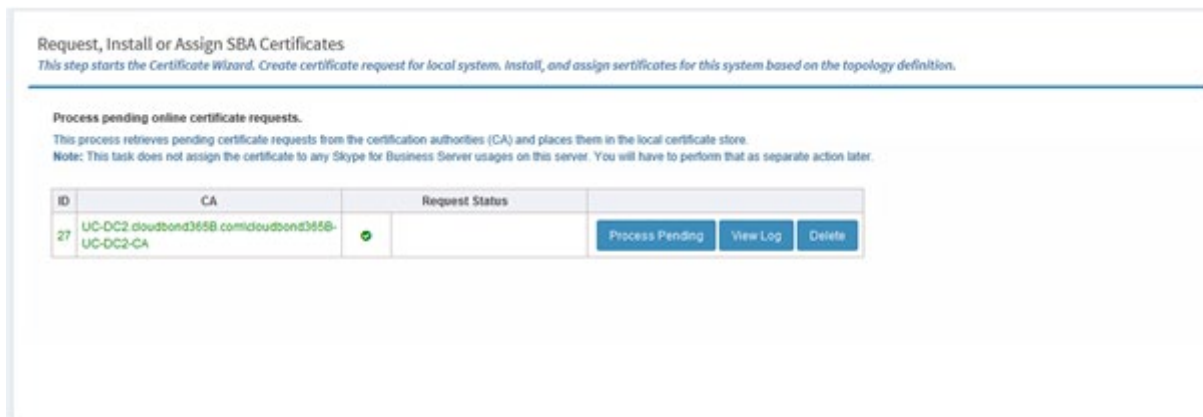 Request, Install or Assign SBA Certificates
This step starts the Certificate Wizard. Create certificate request for local system. Install, and assign sertificates for this system based on the topology definition.
Process pending online certificate requests.
This process retrieves pending certificate requests from the certification authorities (CA) and places them in the local certificate store.
Note: This task does not assign the certificate to any Skype for Business Server usages on this server. You will have to perform that as separate action later.
ID CA Request Status
27 UC-DC2.cloudbond365B.com\cloudbond365B-
UC-DC2-CA
Process Pending View Log Delete